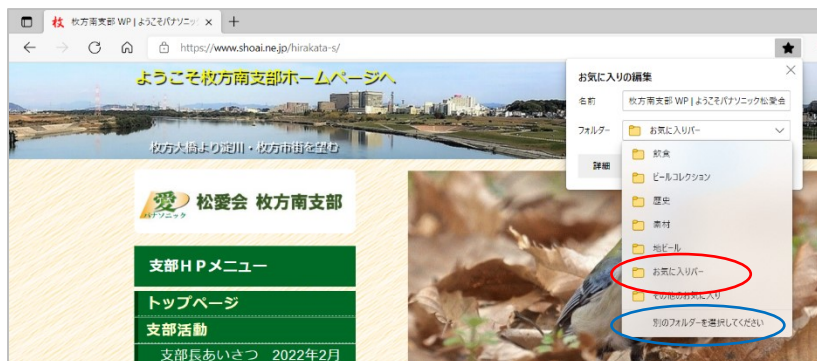 枚 枚方南支部 WP | ようこそパナソニッ
https://www.shoai.ne.jp/hirakata-s/
ようこそ枚方南支部ホームページへ
枚方大橋より淀川・枚方市街を望む
愛
パナソニック
松愛会 枚方南支部
支部HPメニュー
トップページ
支部活動
支部長あいさつ 2022年2月
お気に入りの編集
名前 枚方南支部 WP | ようこそパナソニック松愛会
フォルダー お気に入りバー
詳細
飲食
ビールコレクション
歴史
素材
地ビール
お気に入りバー
その他のお気に入り
別のフォルダーを選択してください